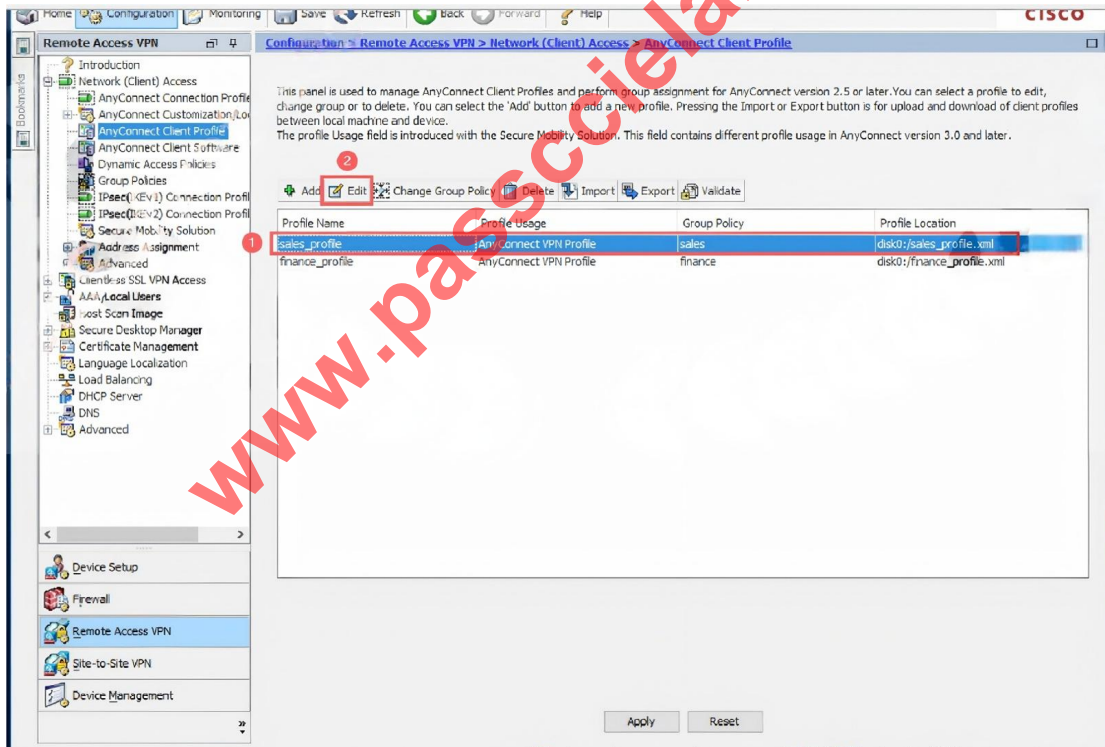 Home Configuration Monitoring Save Refresh Back Forward Help CISCO
Bookmarks
Remote Access VPN
Introduction
Network (Client) Access
AnyConnect Connection Profile
AnyConnect Customization/Lo
AnyConnect Client Profile
AnyConnect Client Software
Dynamic Access Policies
Group Policies
IPsec(IKEv1) Connection Profil
IPsec(IKEv2) Connection Profil
Secure Mobility Solution
Address Assignment
Advanced
Clientless SSL VPN Access
AAA/Local Users
Host Scan Image
Secure Desktop Manager
Certificate Management
Language Localization
Load Balancing
DHCP Server
DNS
Advanced
Device Setup
Firewall
Remote Access VPN
Site-to-Site VPN
Device Management
Configuration > Remote Access VPN > Network (Client) Access > AnyConnect Client Profile
This panel is used to manage AnyConnect Client Profiles and perform group assignment for AnyConnect version 2.5 or later.You can select a profile to edit,
change group or to delete. You can select the 'Add' button to add a new profile. Pressing the Import or Export button is for upload and download of client profiles
between local machine and device.
The profile Usage field is introduced with the Secure Mobility Solution. This field contains different profile usage in AnyConnect version 3.0 and later.
2
Add Edit Change Group Policy Delete Import Export Validate
Profile Name Profile Usage Group Policy Profile Location
1 sales_profile AnyConnect VPN Profile sales disk0:/sales_profile.xml
finance_profile AnyConnect VPN Profile finance disk0:/finance_profile.xml
Apply Reset
www.passcciela